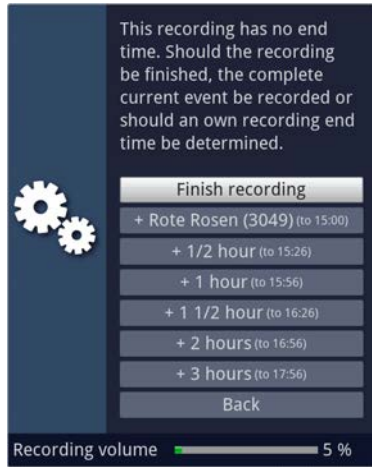 This recording has no end
time. Should the recording
be finished, the complete
current event be recorded or
should an own recording end
time be determined.
Finish recording
+ Rote Rosen (3049) (to 15:00)
+ 1/2 hour (to 15:26)
+ 1 hour (to 15:56)
+ 1 1/2 hour (to 16:26)
+ 2 hours (to 16:56)
+ 3 hours (to 17:56)
Back
Recording volume 5 %